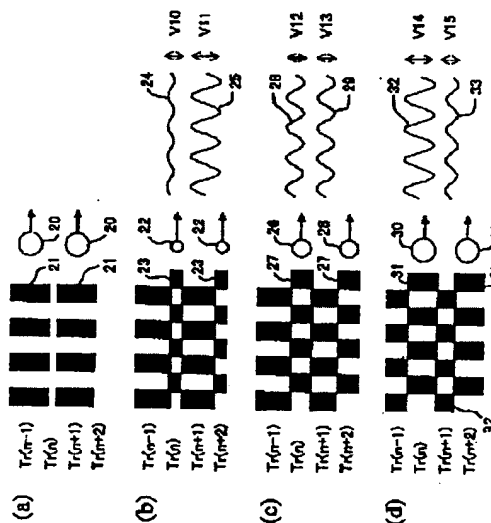 (a)
Tr(n-1)
Tr(n)
Tr(n+1)
Tr(n+2)
21
21
20
20
(b)
Tr(n-1)
Tr(n)
Tr(n+1)
Tr(n+2)
23
23
22
22
24
25
V10
V11
(c)
Tr(n-1)
Tr(n)
Tr(n+1)
Tr(n+2)
27
27
26
26
28
29
V12
V13
(d)
Tr(n-1)
Tr(n)
Tr(n+1)
Tr(n+2)
31
30
32
33
V14
V15